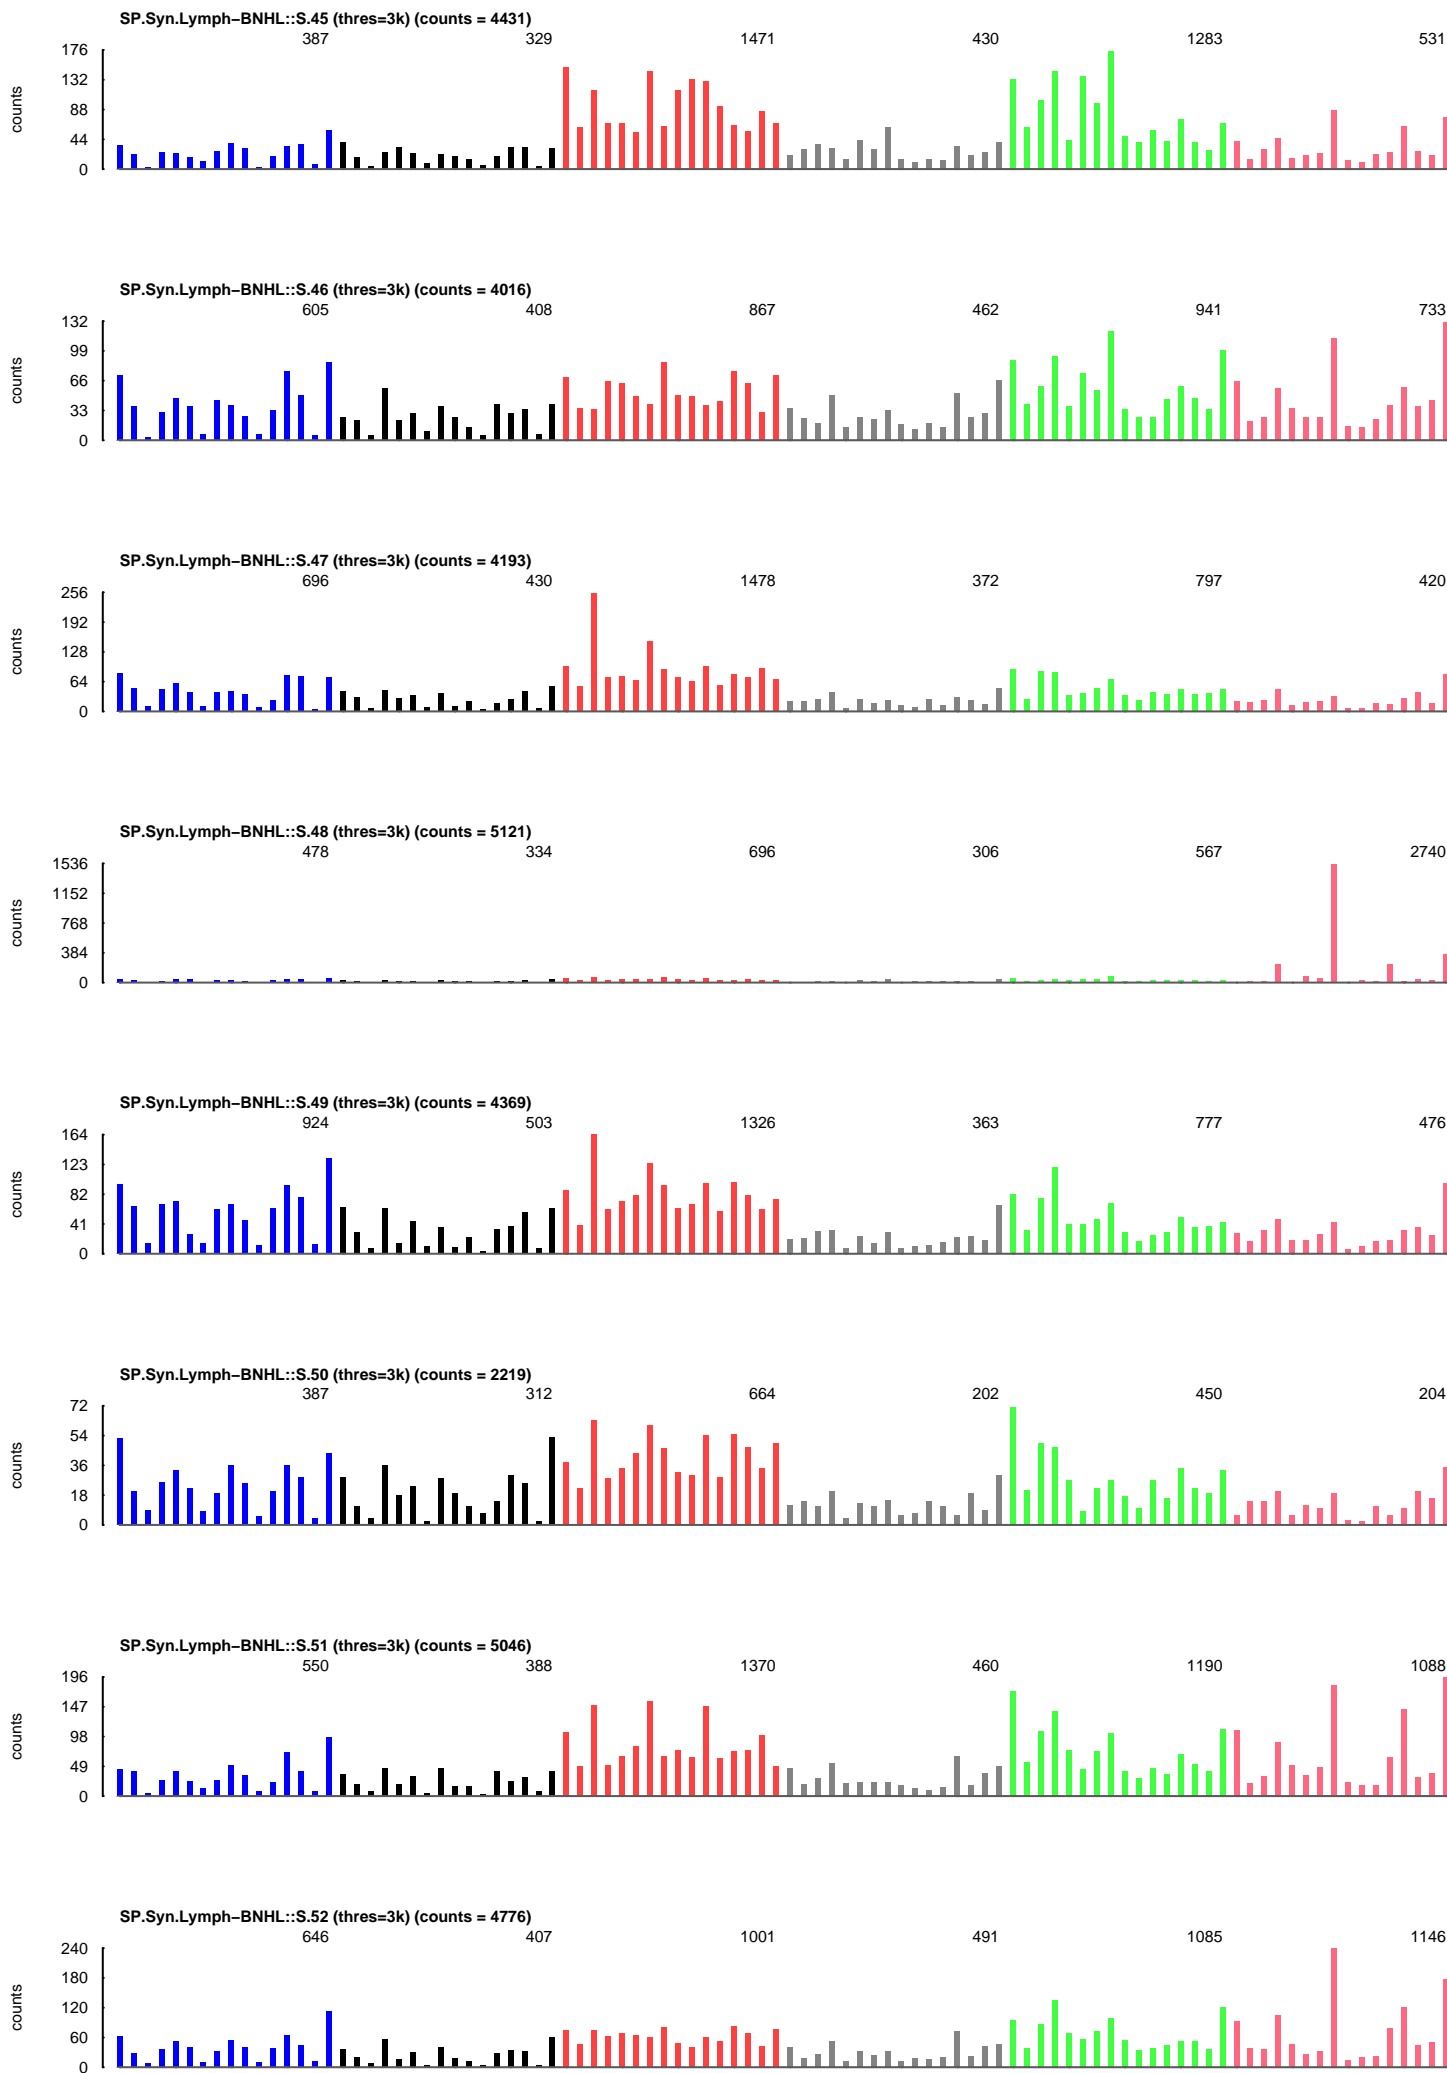 SP.Syn.Lymph−BNHL::S.45 (thres=3k) (counts = 4431)
387 329 1471 430 1283 531
176
132
88
44
0
counts
SP.Syn.Lymph−BNHL::S.46 (thres=3k) (counts = 4016)
605 408 867 462 941 733
132
99
66
33
0
counts
SP.Syn.Lymph−BNHL::S.47 (thres=3k) (counts = 4193)
696 430 1478 372 797 420
256
192
128
64
0
counts
SP.Syn.Lymph−BNHL::S.48 (thres=3k) (counts = 5121)
478 334 696 306 567 2740
1536
1152
768
384
0
counts
SP.Syn.Lymph−BNHL::S.49 (thres=3k) (counts = 4369)
924 503 1326 363 777 476
164
123
82
41
0
counts
SP.Syn.Lymph−BNHL::S.50 (thres=3k) (counts = 2219)
387 312 664 202 450 204
72
54
36
18
0
counts
SP.Syn.Lymph−BNHL::S.51 (thres=3k) (counts = 5046)
550 388 1370 460 1190 1088
196
147
98
49
0
counts
SP.Syn.Lymph−BNHL::S.52 (thres=3k) (counts = 4776)
646 407 1001 491 1085 1146
240
180
120
60
0
counts